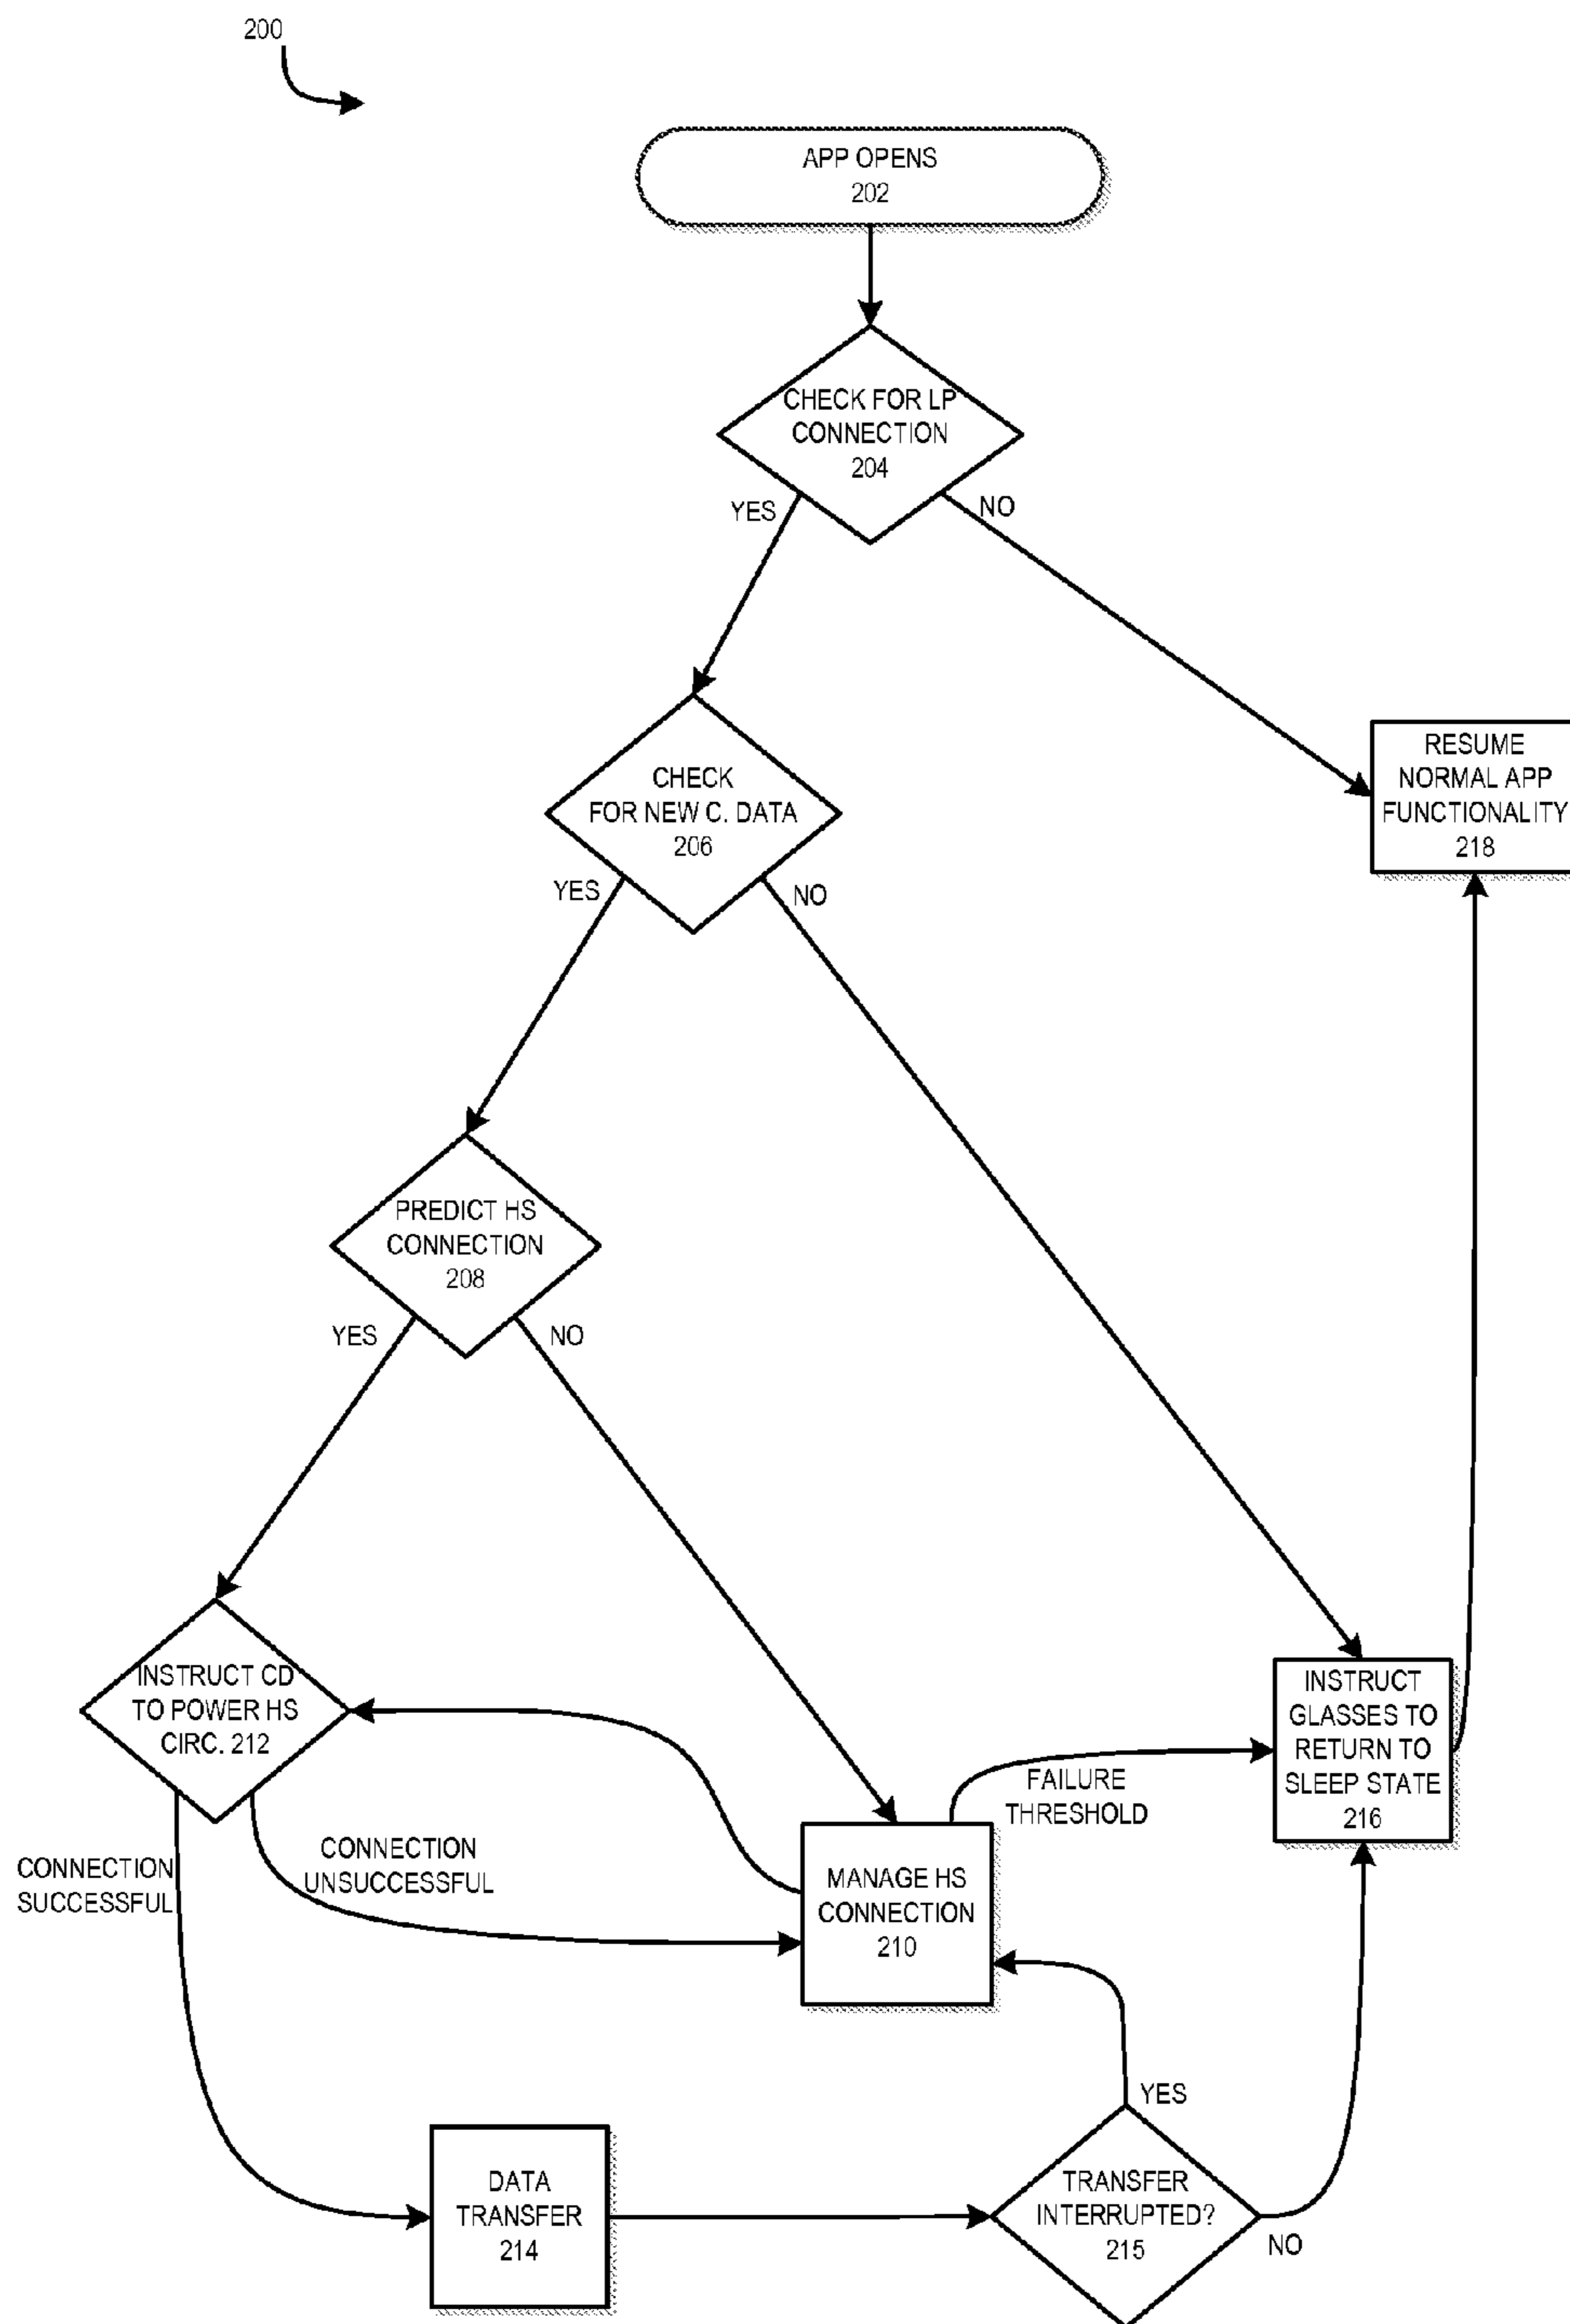 200
APP OPENS
202
CHECK FOR LP
CONNECTION
204
YES
NO
RESUME
NORMAL APP
FUNCTIONALITY
218
CHECK
FOR NEW C. DATA
206
YES
NO
PREDICT HS
CONNECTION
208
YES
NO
INSTRUCT CD
TO POWER HS
CIRC. 212
INSTRUCT
GLASSES TO
RETURN TO
SLEEP STATE
216
FAILURE
THRESHOLD
CONNECTION
SUCCESSFUL
CONNECTION
UNSUCCESSFUL
MANAGE HS
CONNECTION
210
YES
DATA
TRANSFER
214
TRANSFER
INTERRUPTED?
215
NO